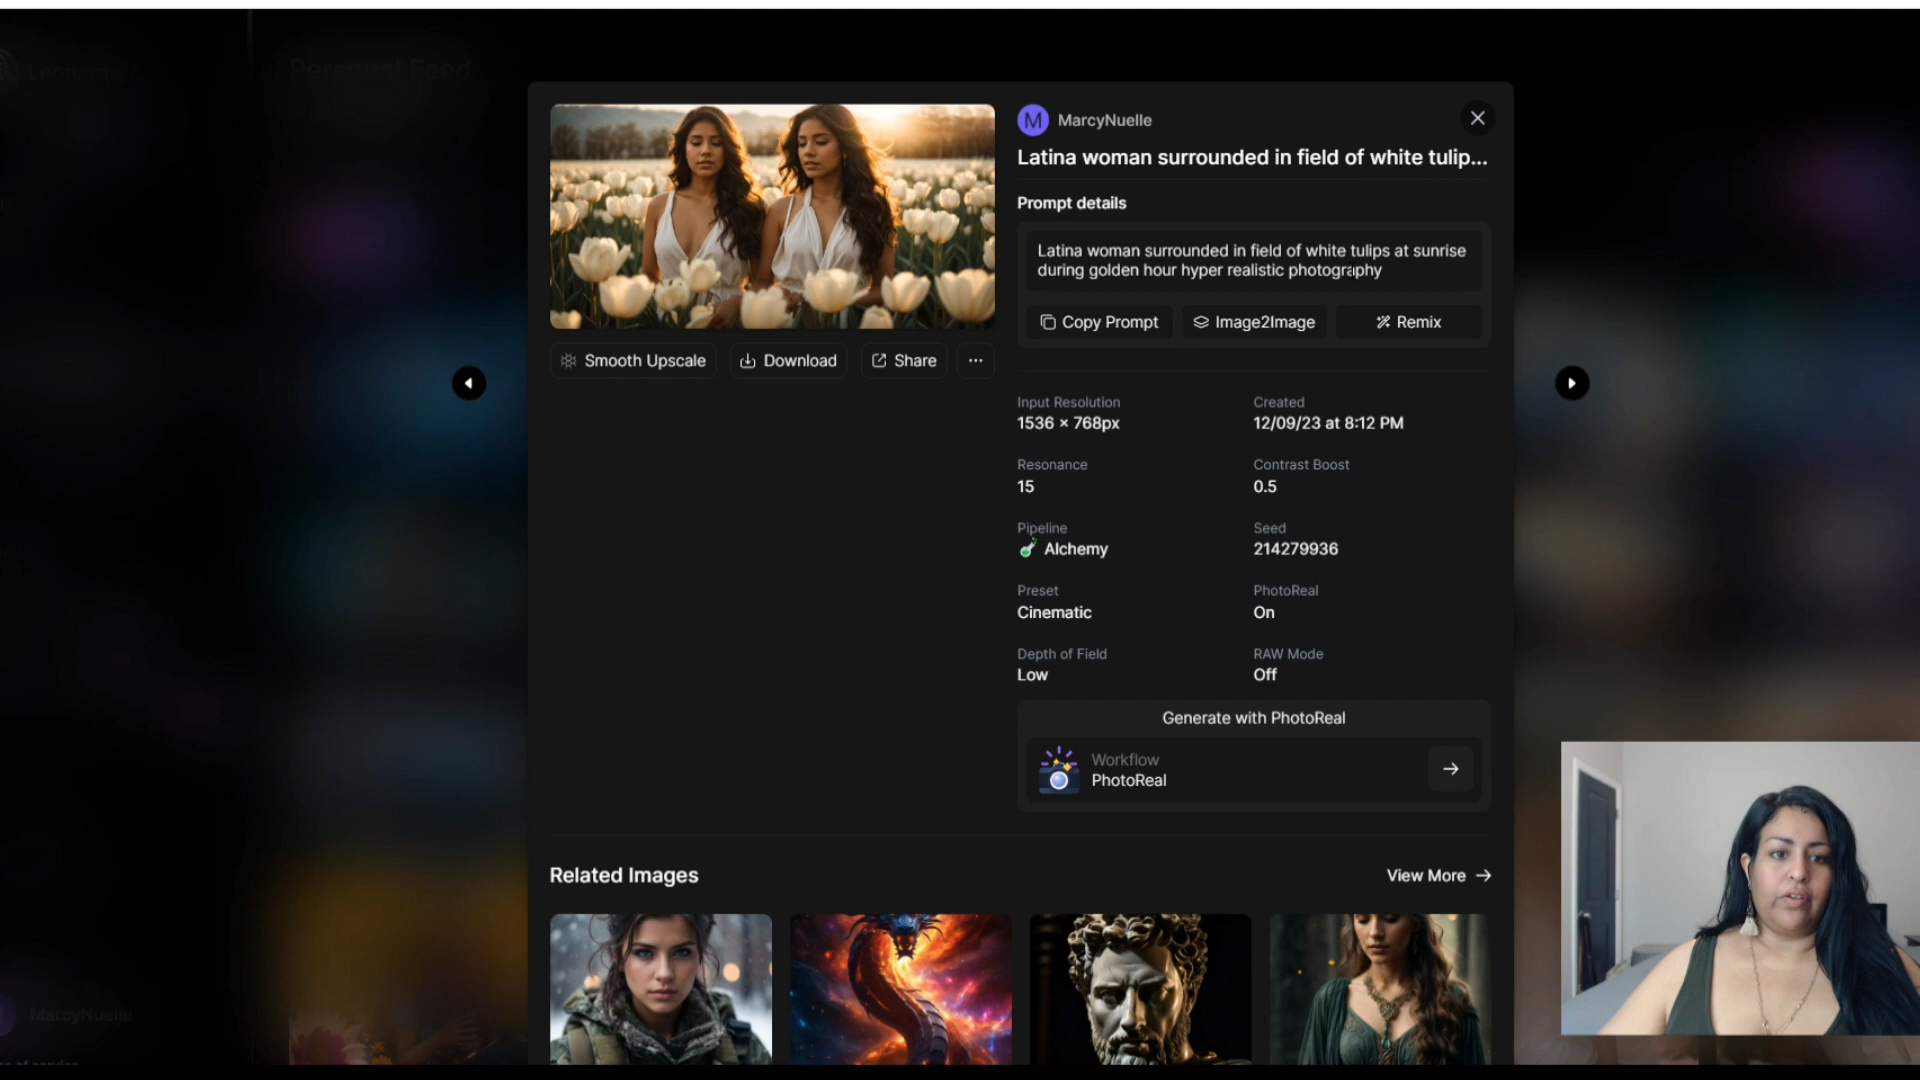 Personal Feed
M MarcyNuelle
Latina woman surrounded in field of white tulip...
Prompt details
Latina woman surrounded in field of white tulips at sunrise
during golden hour hyper realistic photography
Copy Prompt Image2Image Remix
Smooth Upscale Download Share ...
Input Resolution Created
1536 × 768px 12/09/23 at 8:12 PM
Resonance Contrast Boost
15 0.5
Pipeline Seed
Alchemy 214279936
Preset PhotoReal
Cinematic On
Depth of Field RAW Mode
Low Off
Generate with PhotoReal
Workflow
PhotoReal
Related Images View More
MarcyNuelle